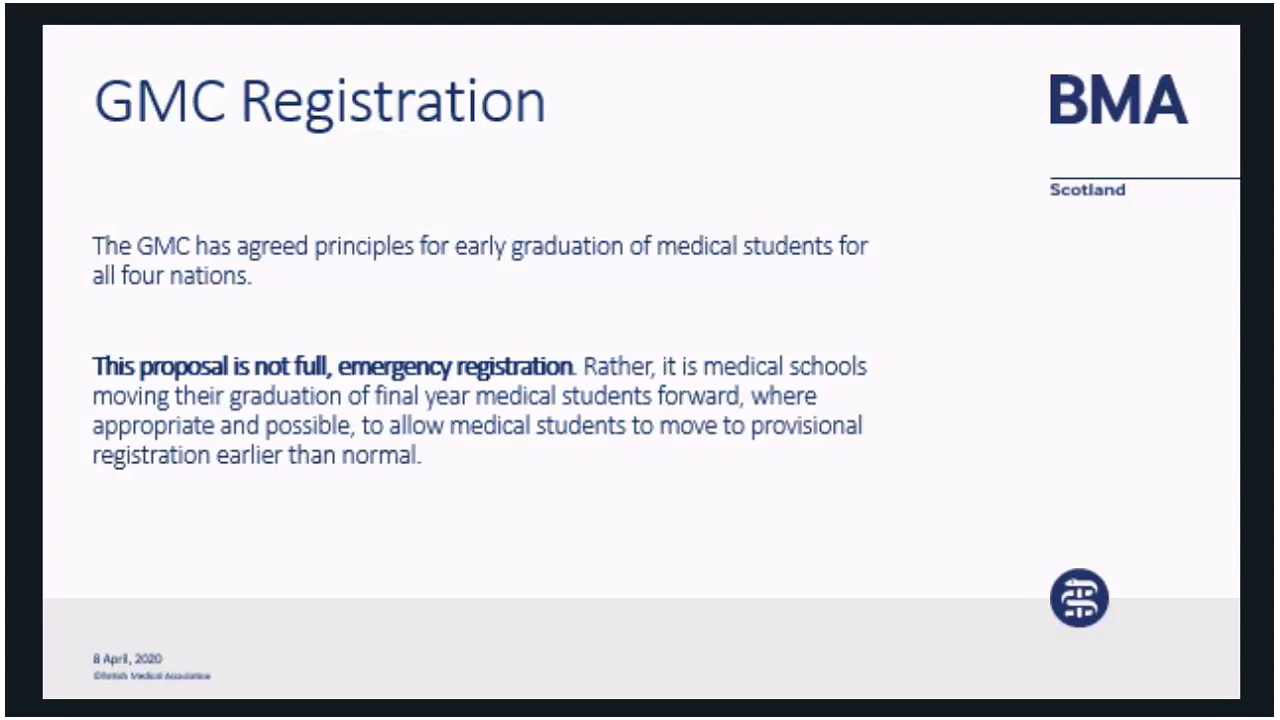 GMC Registration
BMA
Scotland
The GMC has agreed principles for early graduation of medical students for
all four nations.
This proposal is not full, emergency registration. Rather, it is medical schools
moving their graduation of final year medical students forward, where
appropriate and possible, to allow medical students to move to provisional
registration earlier than normal.
8 April, 2020
©British Medical Association